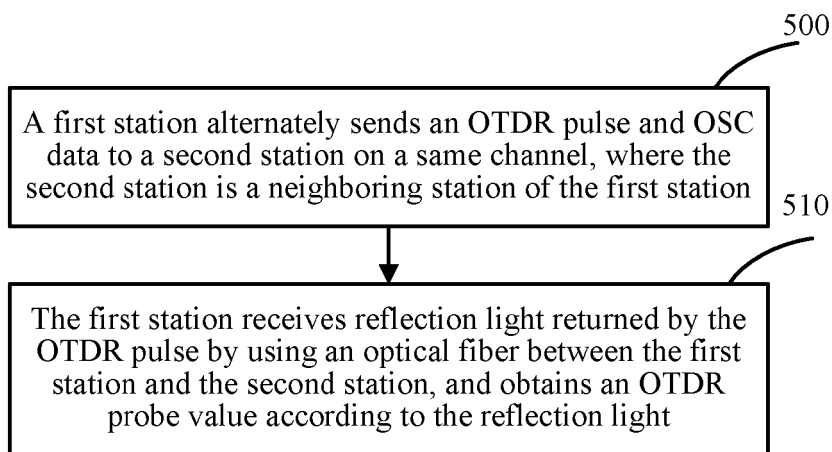 500
A first station alternately sends an OTDR pulse and OSC
data to a second station on a same channel, where the
second station is a neighboring station of the first station
510
The first station receives reflection light returned by the
OTDR pulse by using an optical fiber between the first
station and the second station, and obtains an OTDR
probe value according to the reflection light